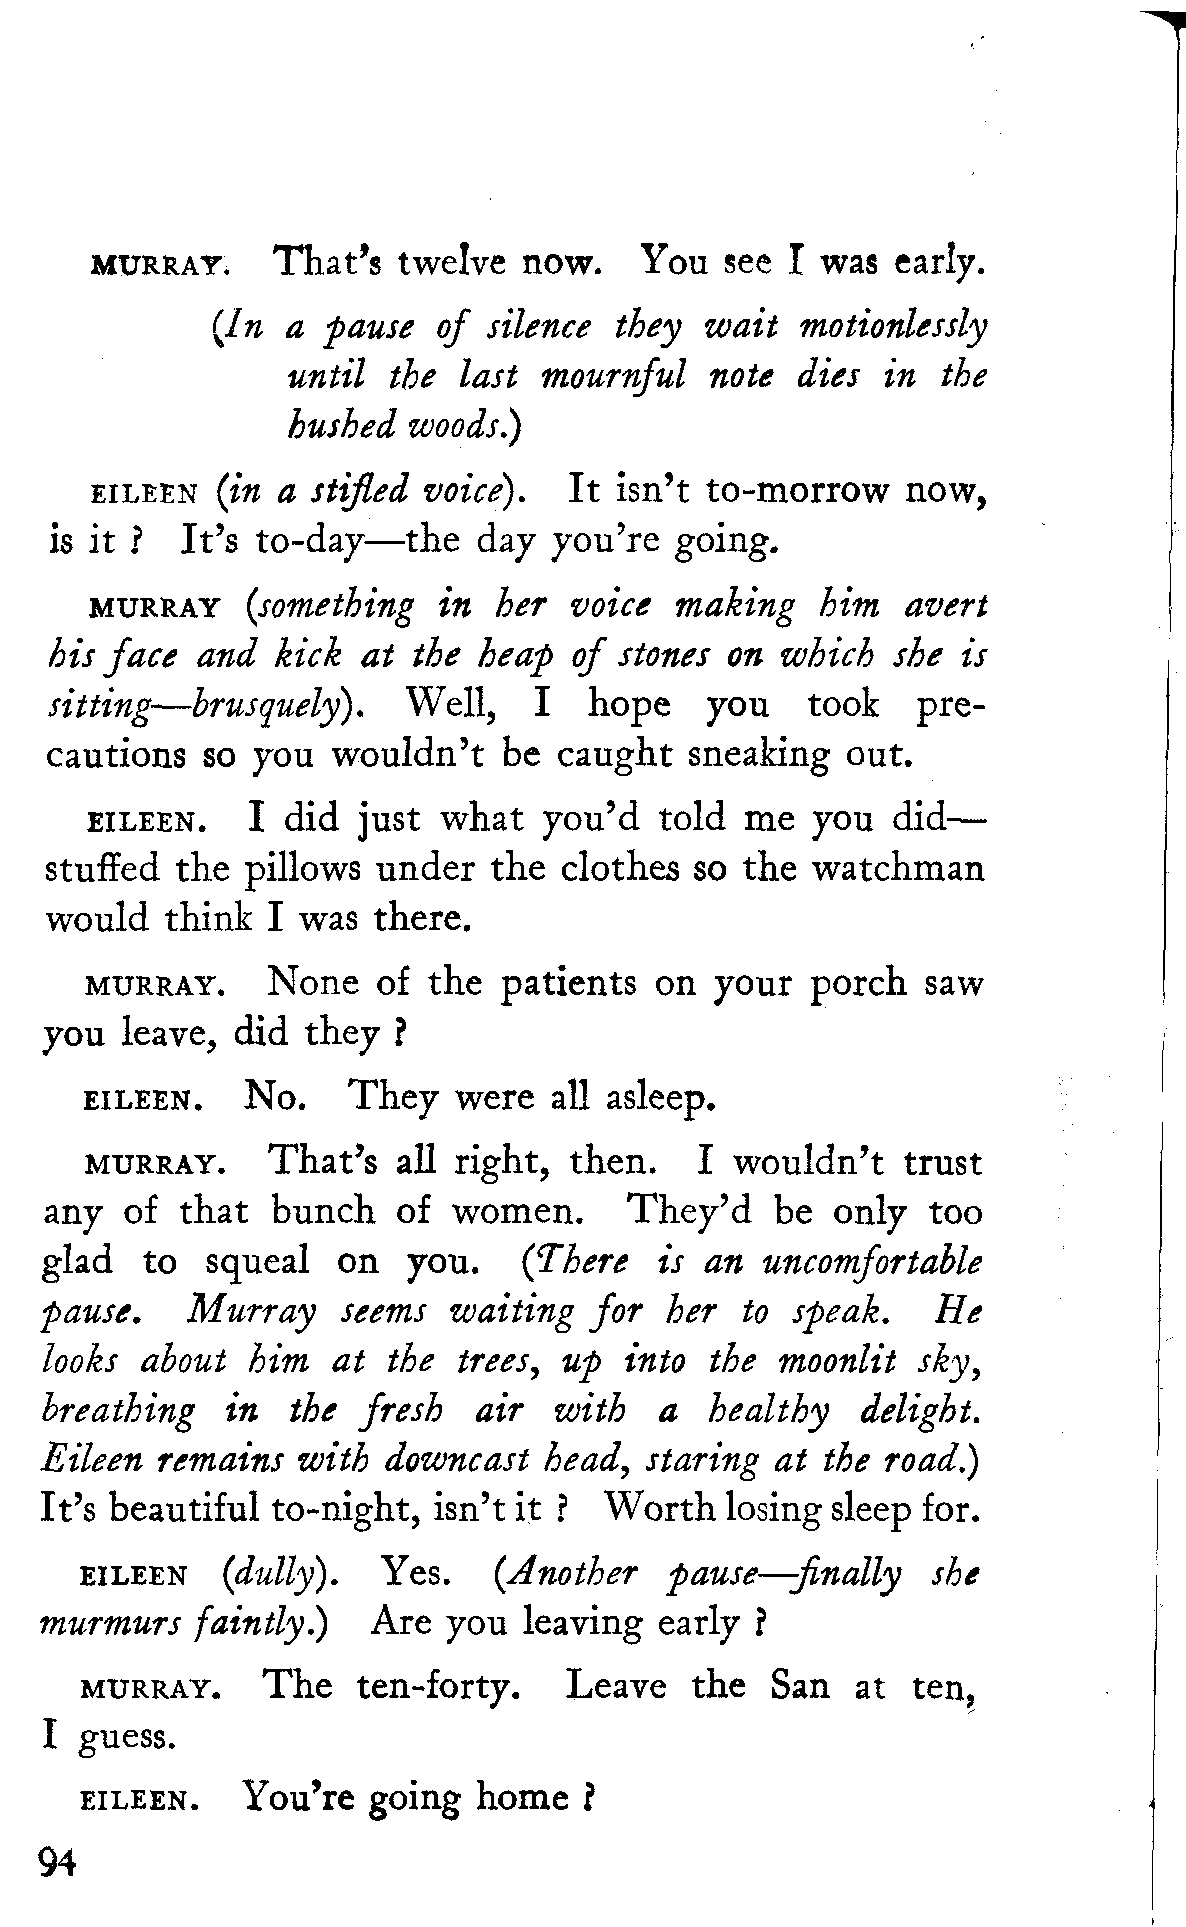 MURRAY. That's twelve now. You see I was early.
(In a pause of silence they wait motionlessly
until the last mournful note dies in the
hushed woods.)
EILEEN (in a stifled voice). It isn't to-morrow now,
is it ? It's to-day—the day you're going.
MURRAY (something in her voice making him avert
his face and kick at the heap of stones on which she is
sitting—brusquely). Well, I hope you took pre-
cautions so you wouldn't be caught sneaking out.
EILEEN. I did just what you'd told me you did—
stuffed the pillows under the clothes so the watchman
would think I was there.
MURRAY. None of the patients on your porch saw
you leave, did they ?
EILEEN. No. They were all asleep.
MURRAY. That's all right, then. I wouldn't trust
any of that bunch of women. They'd be only too
glad to squeal on you. (There is an uncomfortable
pause. Murray seems waiting for her to speak. He
looks about him at the trees, up into the moonlit sky,
breathing in the fresh air with a healthy delight.
Eileen remains with downcast head, staring at the road.)
It's beautiful to-night, isn't it ? Worth losing sleep for.
EILEEN (dully). Yes. (Another pause—finally she
murmurs faintly.) Are you leaving early ?
MURRAY. The ten-forty. Leave the San at ten,
I guess.
EILEEN. You're going home ?
94